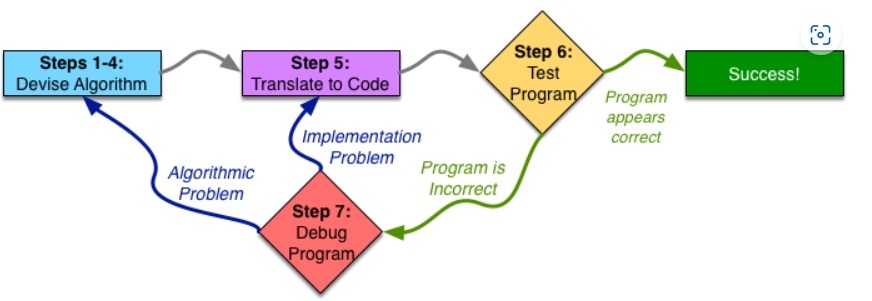 Steps 1-4:
Devise Algorithm
Step 5:
Translate to Code
Step 6:
Test
Program
Success!
Program
appears
correct
Implementation
Problem
Program is
Incorrect
Algorithmic
Problem
Step 7:
Debug
Program